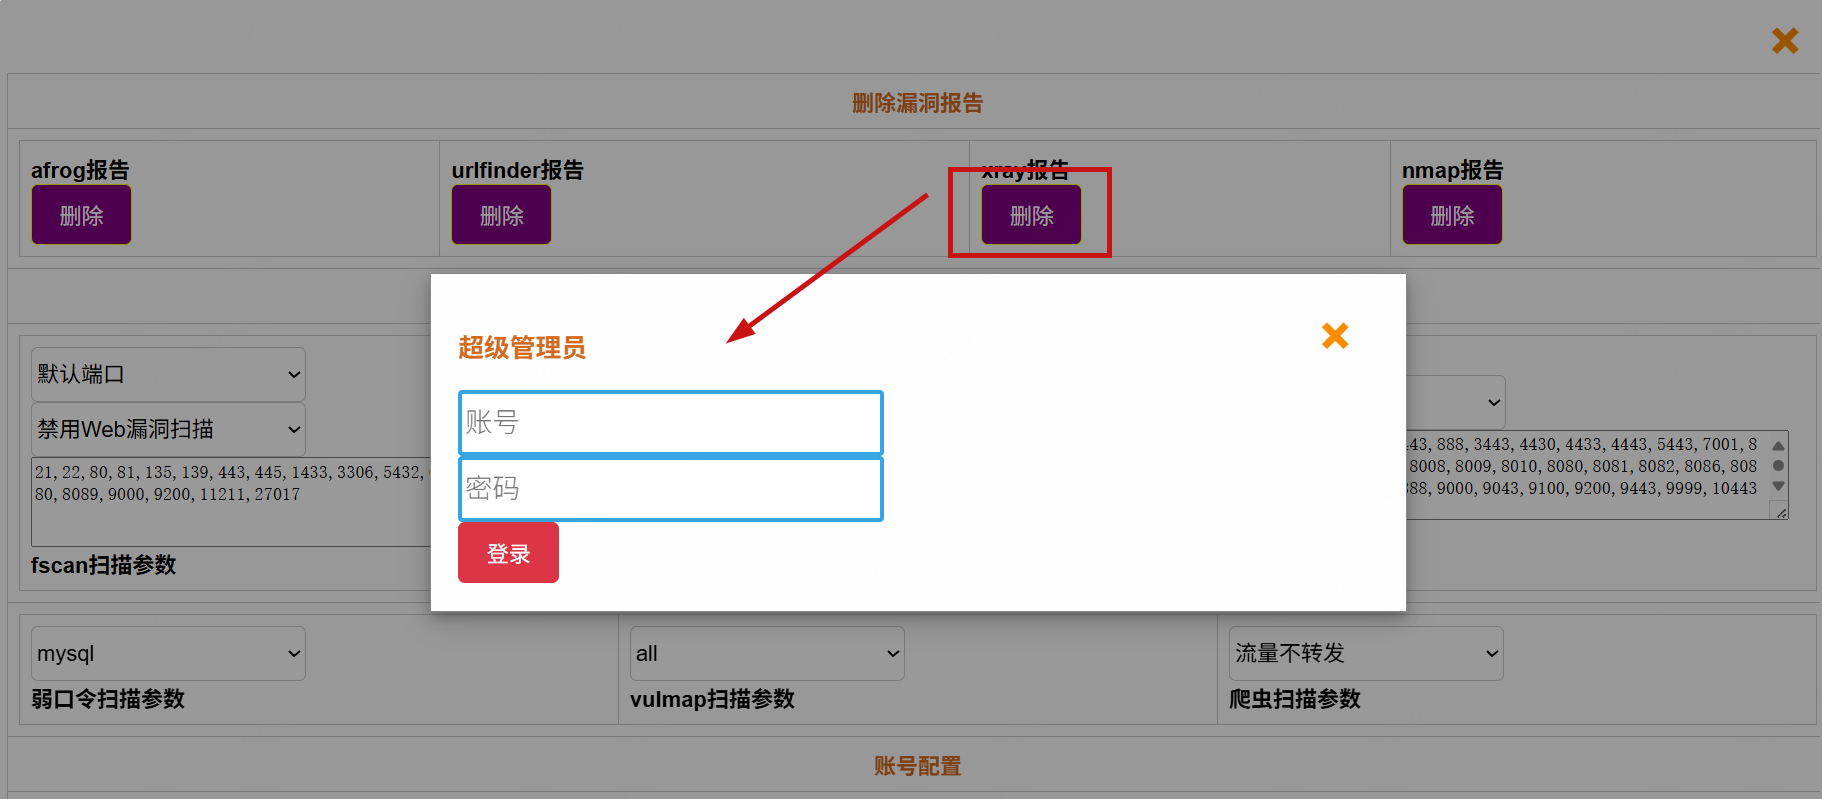 删除漏洞报告
afrog报告
urlfinder报告
xray报告
nmap报告
删除
删除
删除
删除
超级管理员
账号
密码
登录
默认端口
禁用Web漏洞扫描
21, 22, 80, 81, 135, 139, 443, 445, 1433, 3306, 5432,
80, 8089, 9000, 9200, 11211, 27017
fscan扫描参数
443, 888, 3443, 4430, 4433, 4443, 5443, 7001, 8
8008, 8009, 8010, 8080, 8081, 8082, 8086, 808
888, 9000, 9043, 9100, 9200, 9443, 9999, 10443
mysql
弱口令扫描参数
all
vulmap扫描参数
流量不转发
爬虫扫描参数
账号配置